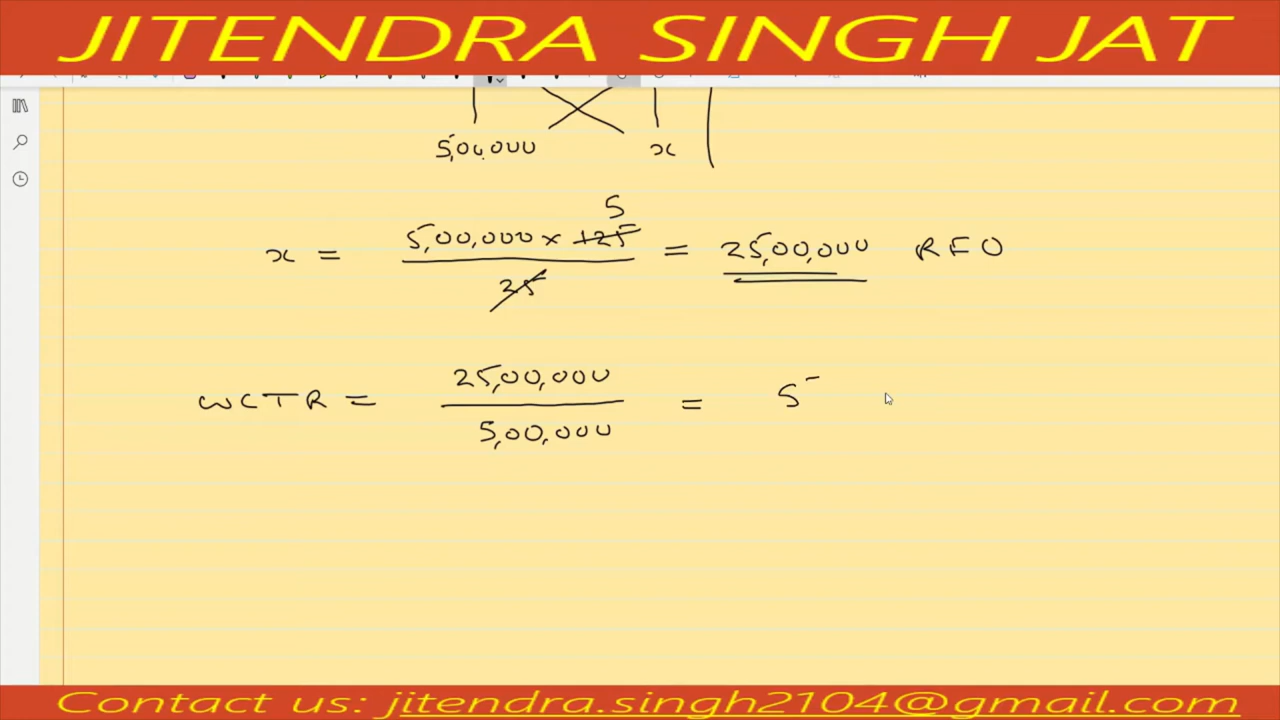 JITENDRA SINGH JAT
5,00,000 x
5
x = 5,00,000 x 125 = 25,00,000 RFO
25
WCTR = 25,00,000 = 5
5,00,000
Contact us: jitendra.singh2104@gmail.com